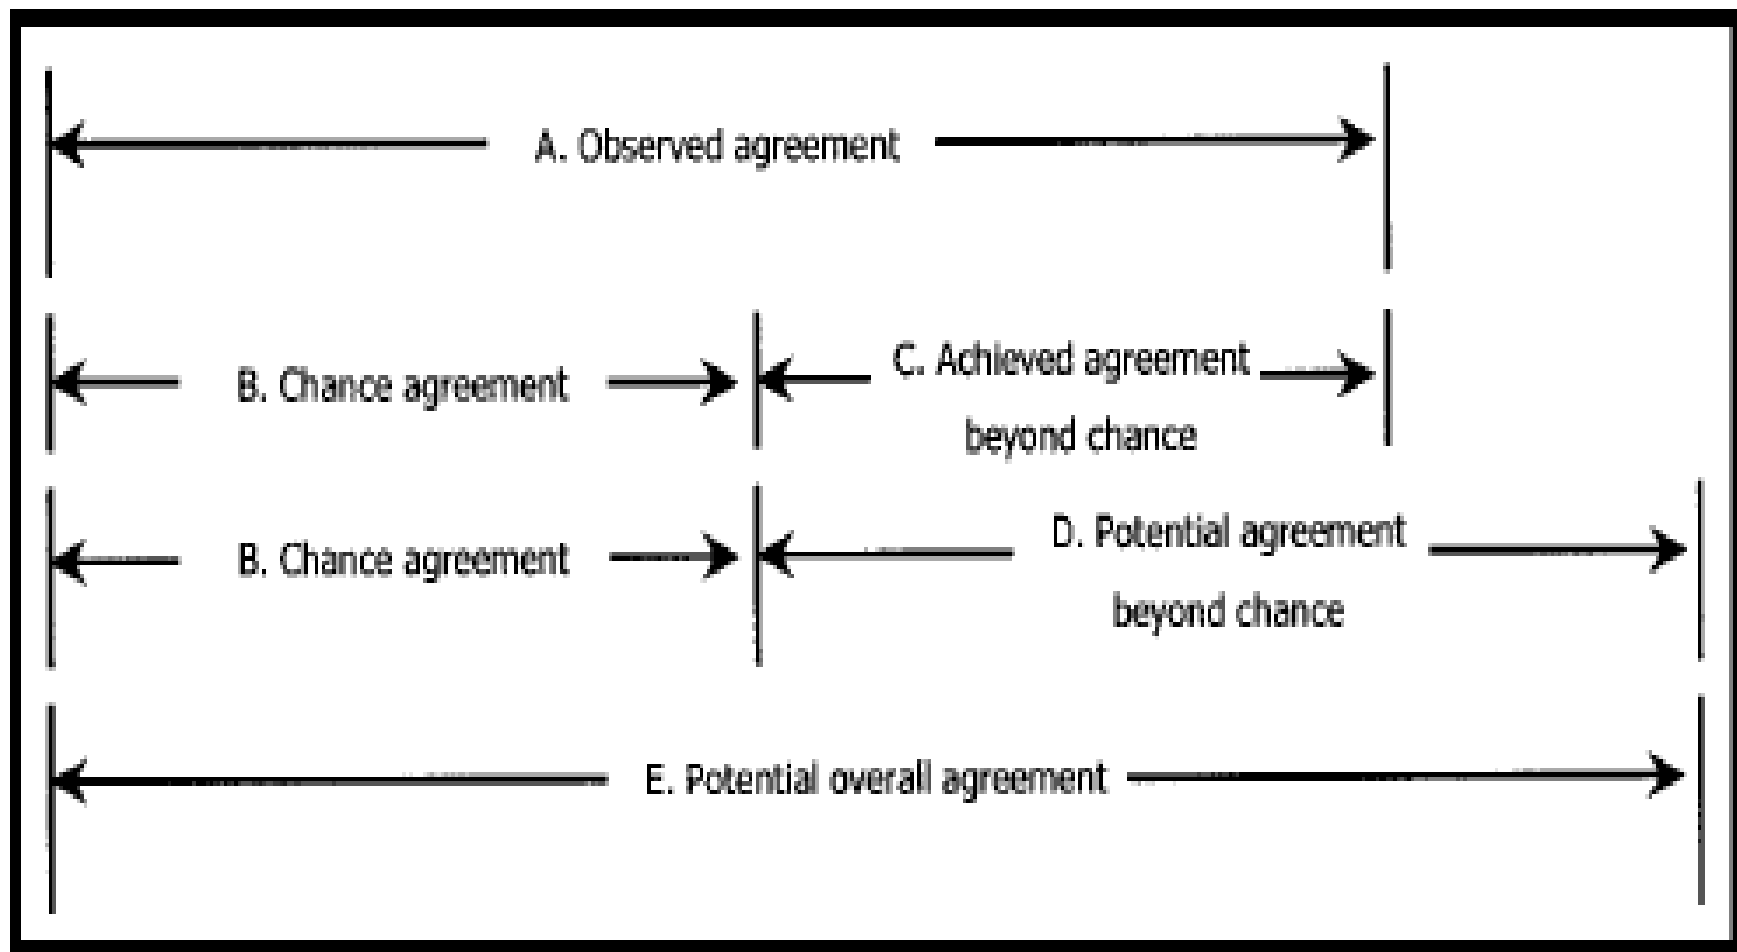 A. Observed agreement
B. Chance agreement
C. Achieved agreement
beyond chance
B. Chance agreement
D. Potential agreement
beyond chance
E. Potential overall agreement